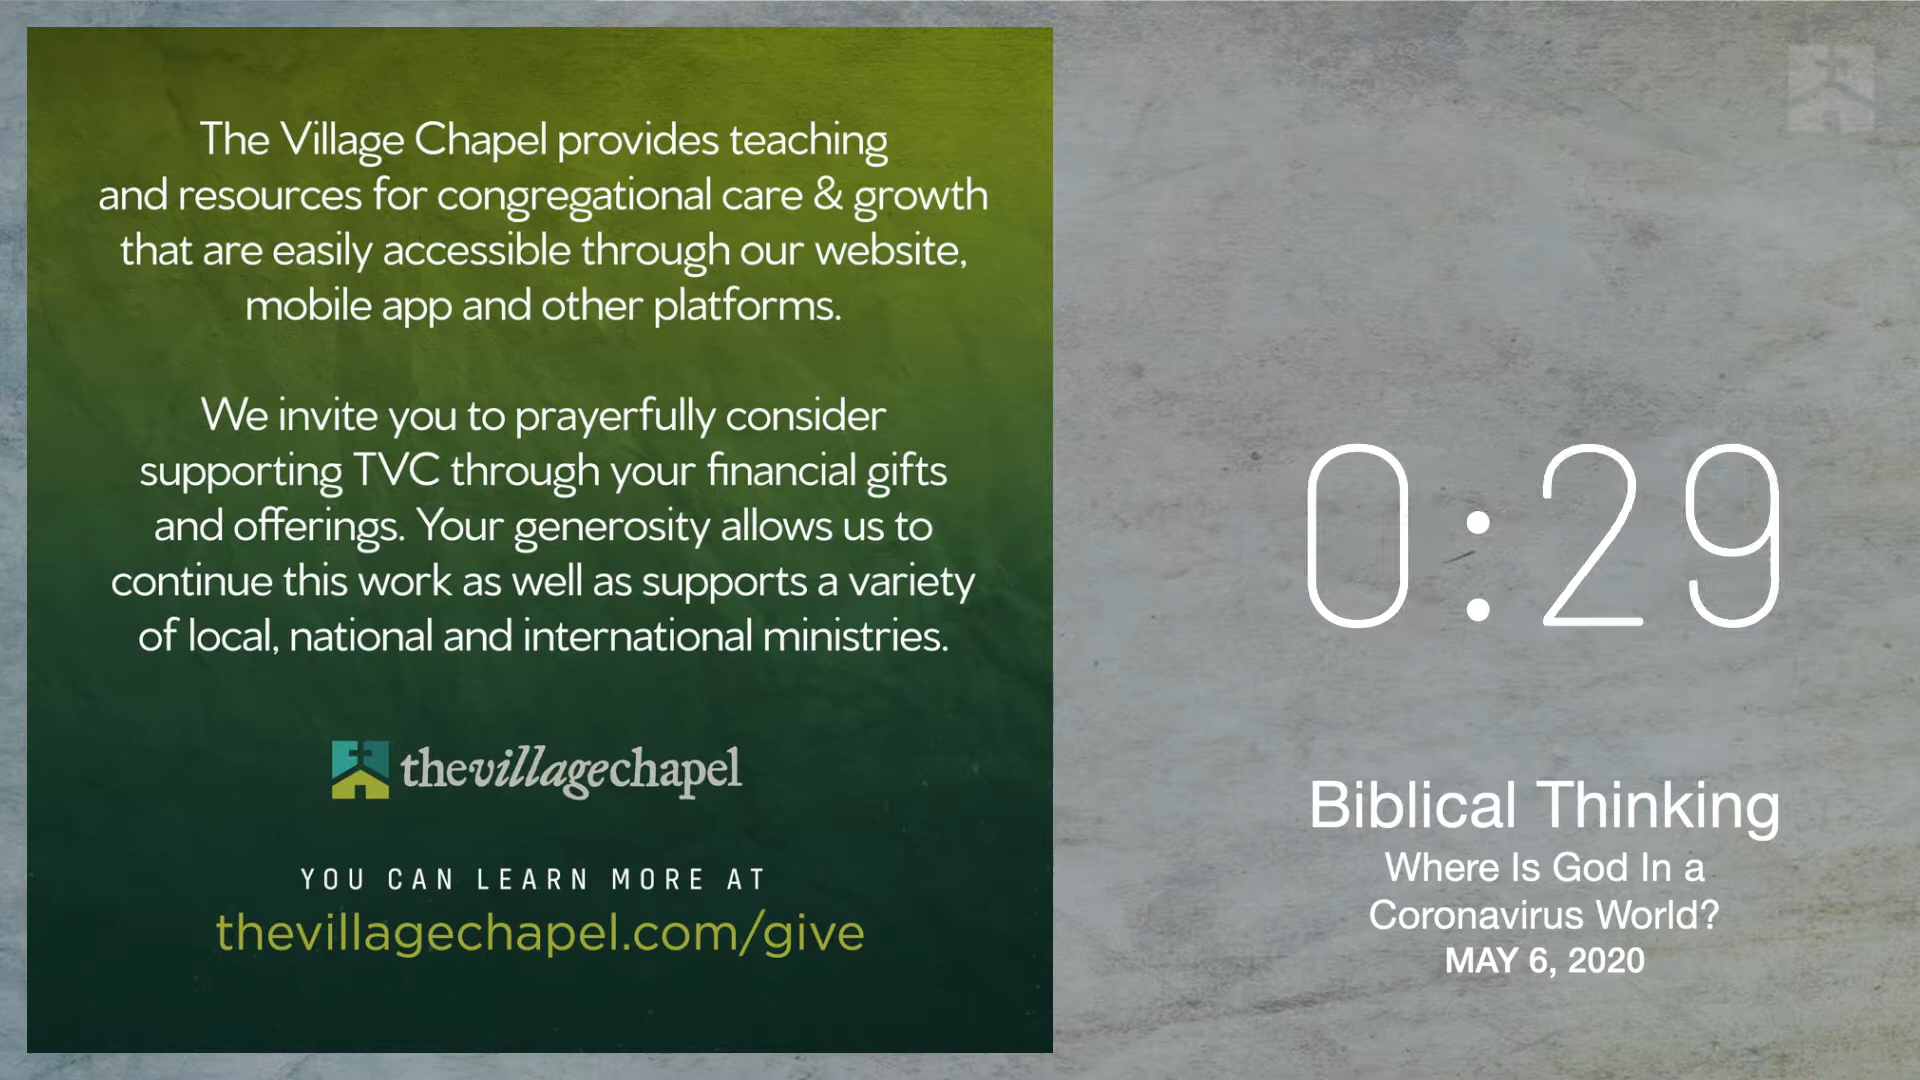 The Village Chapel provides teaching
and resources for congregational care & growth
that are easily accessible through our website,
mobile app and other platforms.
We invite you to prayerfully consider
supporting TVC through your financial gifts
and offerings. Your generosity allows us to
continue this work as well as supports a variety
of local, national and international ministries.
thevillagechapel
YOU CAN LEARN MORE AT
thevillagechapel.com/give
0:29
Biblical Thinking
Where Is God In a
Coronavirus World?
MAY 6, 2020